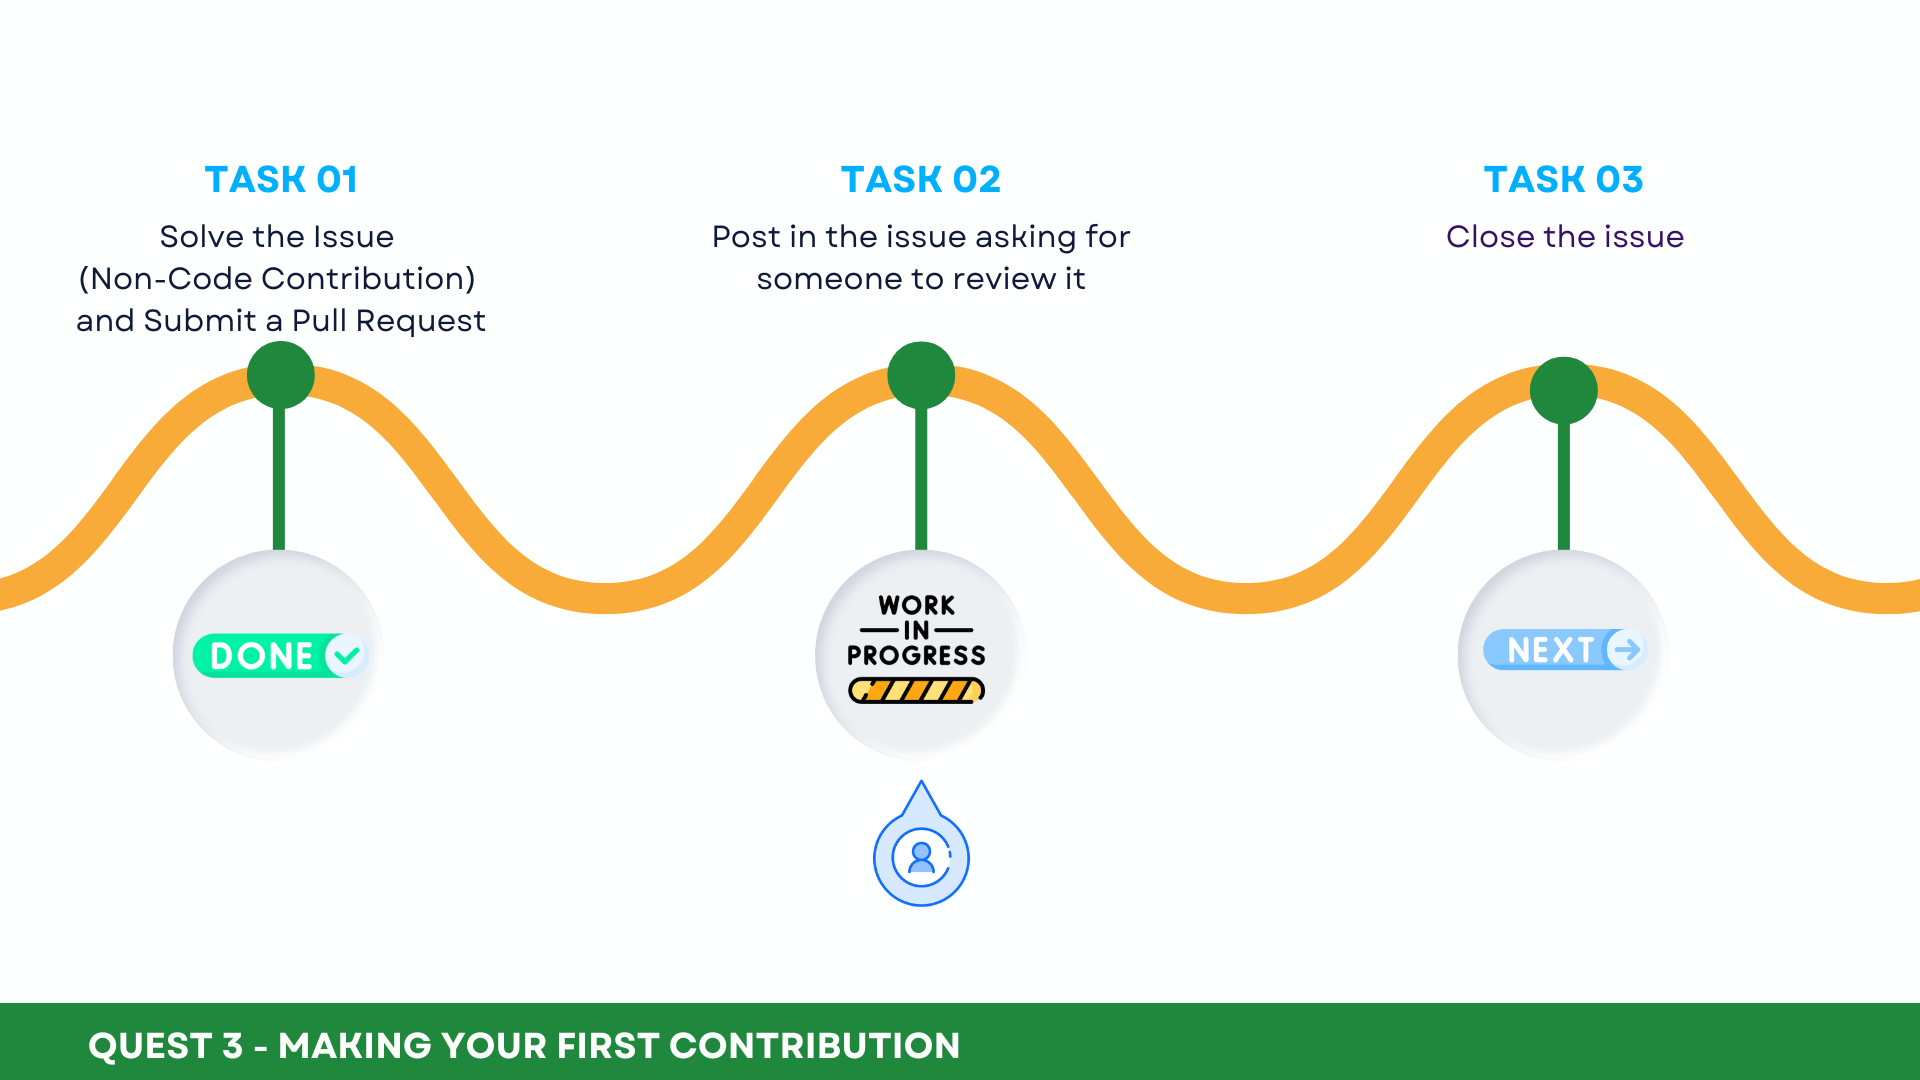 TASK 01
Solve the Issue
(Non-Code Contribution)
and Submit a Pull Request
TASK 02
Post in the issue asking for
someone to review it
TASK 03
Close the issue
DONE
WORK
IN
PROGRESS
NEXT
QUEST 3 - MAKING YOUR FIRST CONTRIBUTION